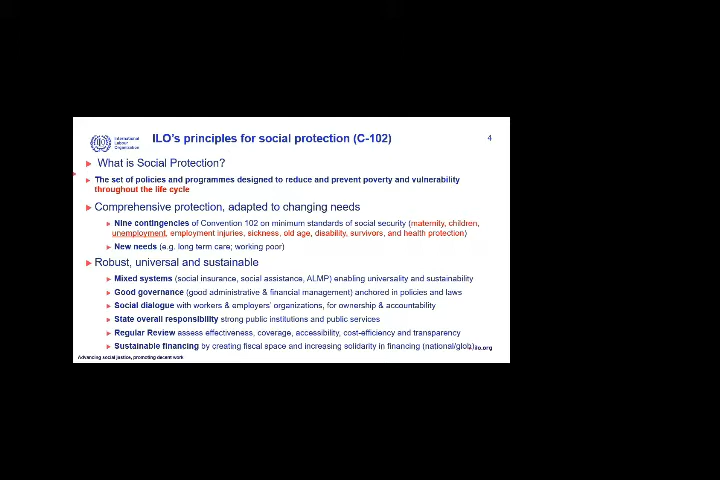 International
Labour
Organization
ILO's principles for social protection (C-102)
4
What is Social Protection?
The set of policies and programmes designed to reduce and prevent poverty and vulnerability
throughout the life cycle
Comprehensive protection, adapted to changing needs
Nine contingencies of Convention 102 on minimum standards of social security (maternity, children,
unemployment, employment injuries, sickness, old age, disability, survivors, and health protection)
New needs (e.g. long term care; working poor)
Robust, universal and sustainable
Mixed systems (social insurance, social assistance, ALMP) enabling universality and sustainability
Good governance (good administrative & financial management) anchored in policies and laws
Social dialogue with workers & employers' organizations, for ownership & accountability
State overall responsibility strong public institutions and public services
Regular Review assess effectiveness, coverage, accessibility, cost-efficiency and transparency
Sustainable financing by creating fiscal space and increasing solidarity in financing (national/glob)
ilo.org
Advancing social justice, promoting decent work